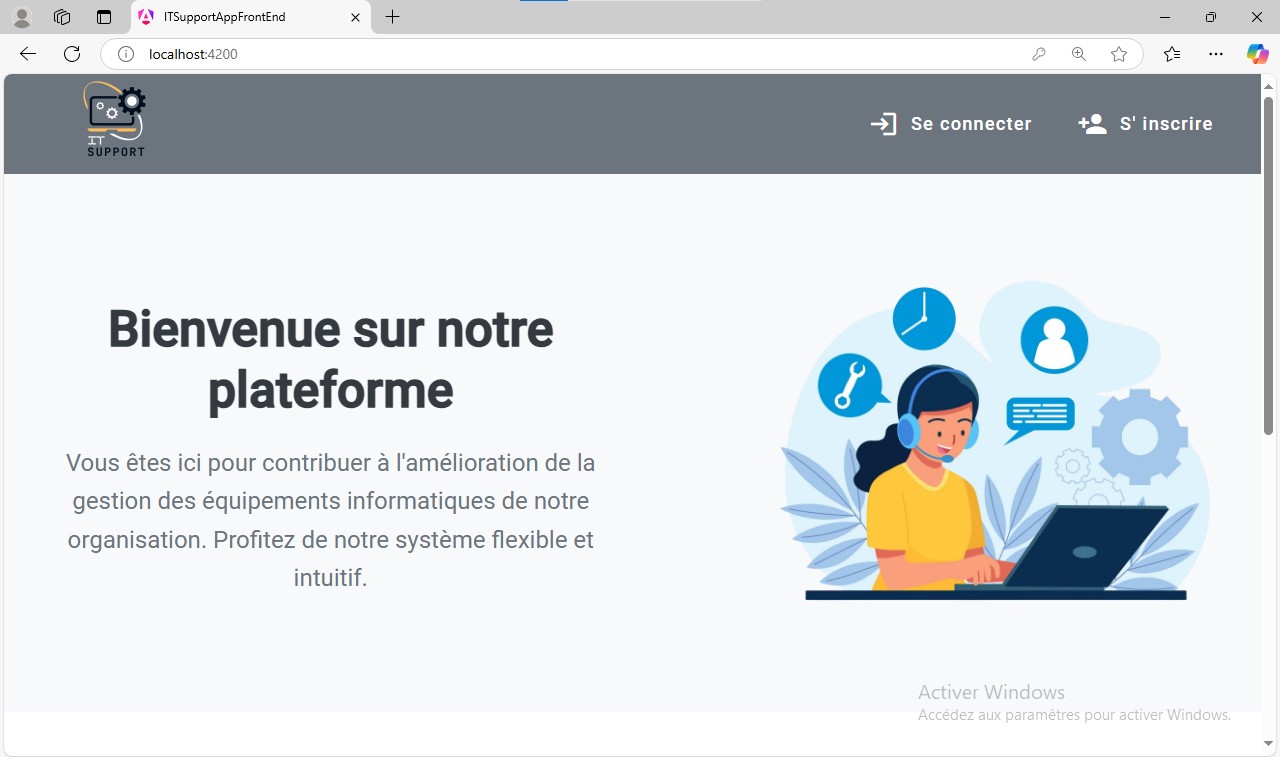 ITSupportAppFrontEnd
localhost:4200
IT
SUPPORT
Se connecter
S' inscrire
Bienvenue sur notre
plateforme
Vous êtes ici pour contribuer à l'amélioration de la
gestion des équipements informatiques de notre
organisation. Profitez de notre système flexible et
intuitif.
Activer Windows
Accédez aux paramètres pour activer Windows.